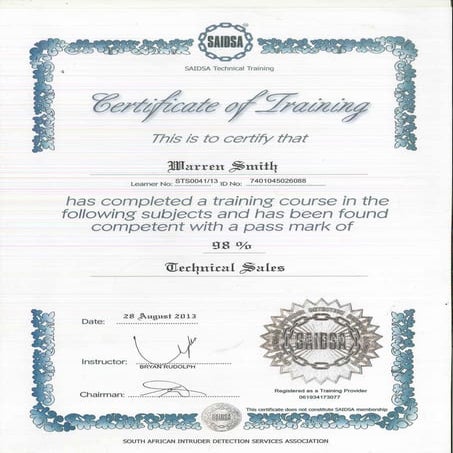 SAIDSA
SAIDSA Technical Training
Certificate of Training
This is to certify that
Warren Smith
Learner No: STS0041/13 ID No: 7401045026088
has completed a training course in the
following subjects and has been found
competent with a pass mark of
98 %
Technical Sales
Date: 28 August 2013
Instructor:
BRYAN RUDOLPH
Chairman:
SAIDSA
Registered as a Training Provider
061934173077
This certificate does not constitute SAIDSA membership
SAIDSA
SOUTH AFRICAN INTRUDER DETECTION SERVICES ASSOCIATION